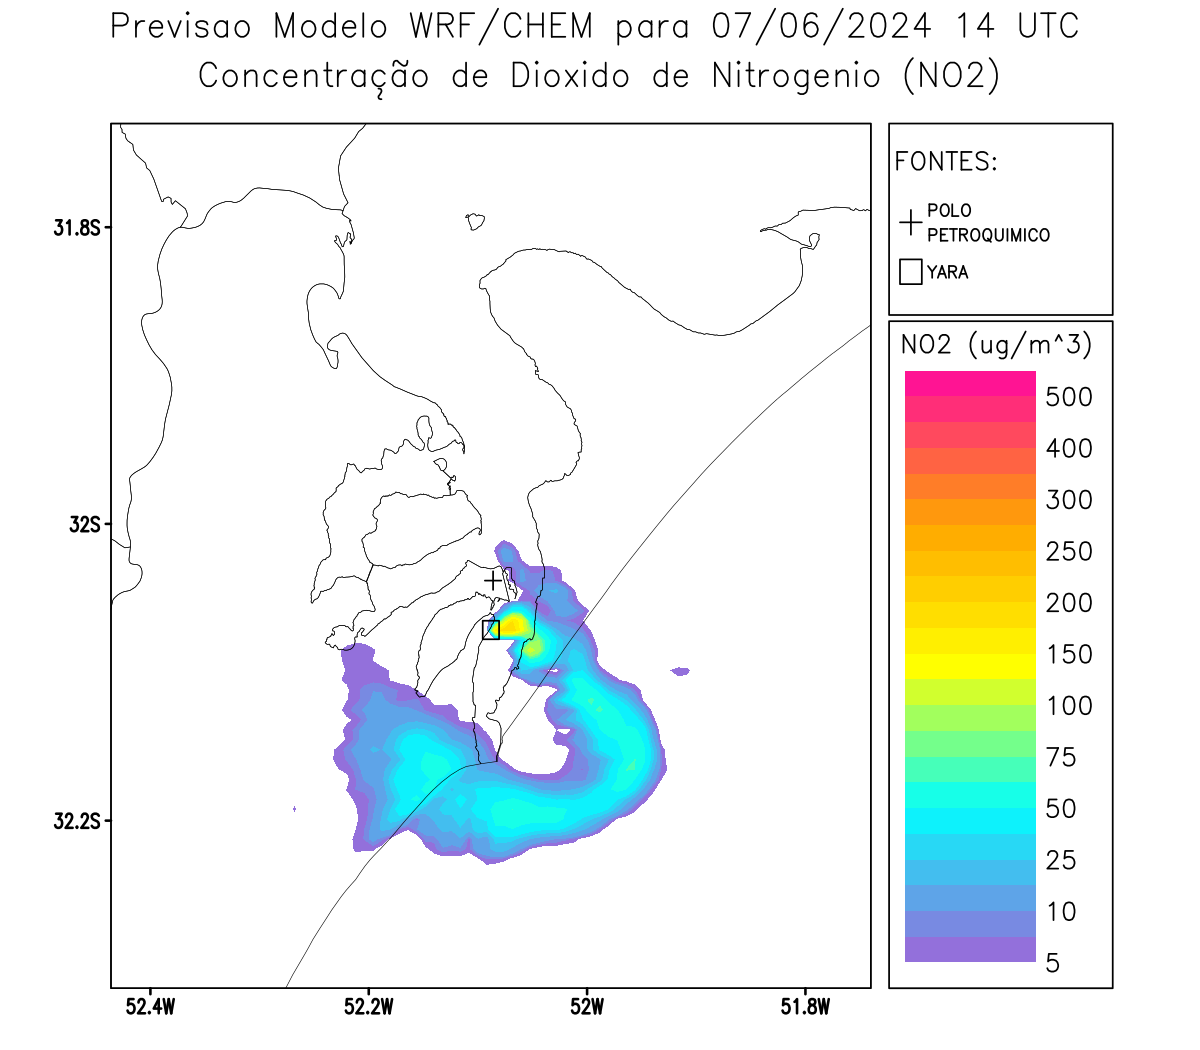 Previsao Modelo WRF/CHEM para 07/06/2024 14 UTC
Concentração de Dioxido de Nitrogenio (NO2)
FONTES:
POLO
PETROQUIMICO
YARA
NO2 (ug/m^3)
500
400
300
250
200
150
100
75
50
25
10
5
31.8S
32S
32.2S
52.4W
52.2W
52W
51.8W